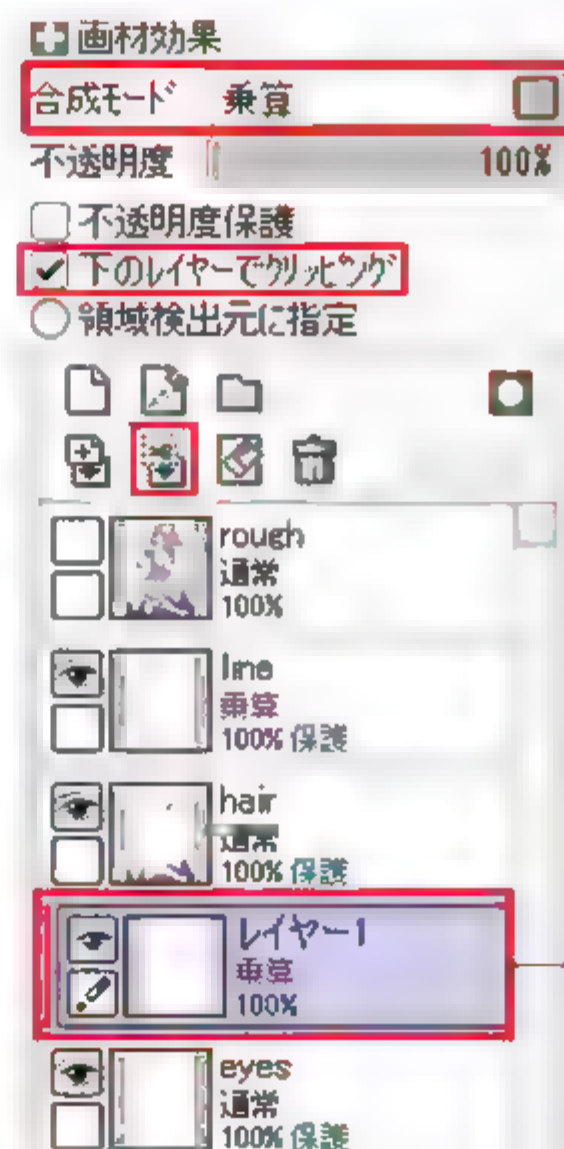 画材効果
合成モード 乗算
不透明度 100%
不透明度保護
下のレイヤーでクリッピング
領域検出元に指定
rough
通常
100%
line
乗算
100% 保護
hair
通常
100% 保護
レイヤー1
乗算
100%
eyes
通常
100% 保護